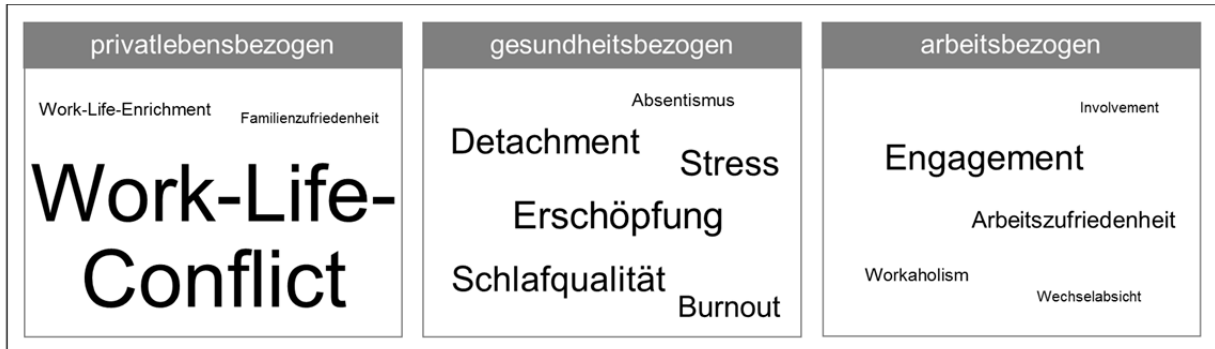 privatlebensbezogen
Work-Life-Enrichment
Familienzufriedenheit
Work-Life-
Conflict
gesundheitsbezogen
Absentismus
Detachment
Stress
Erschöpfung
Schlafqualität
Burnout
arbeitsbezogen
Involvement
Engagement
Arbeitszufriedenheit
Workaholism
Wechselabsicht